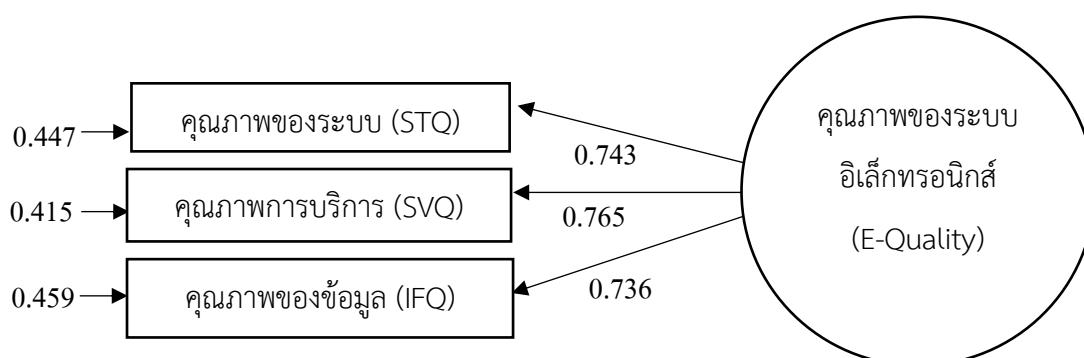 0.447
คุณภาพของระบบ (STQ)
0.743
0.415
คุณภาพการบริการ (SVQ)
0.765
0.459
คุณภาพของข้อมูล (IFQ)
0.736
คุณภาพของระบบ
อิเล็กทรอนิกส์
(E-Quality)